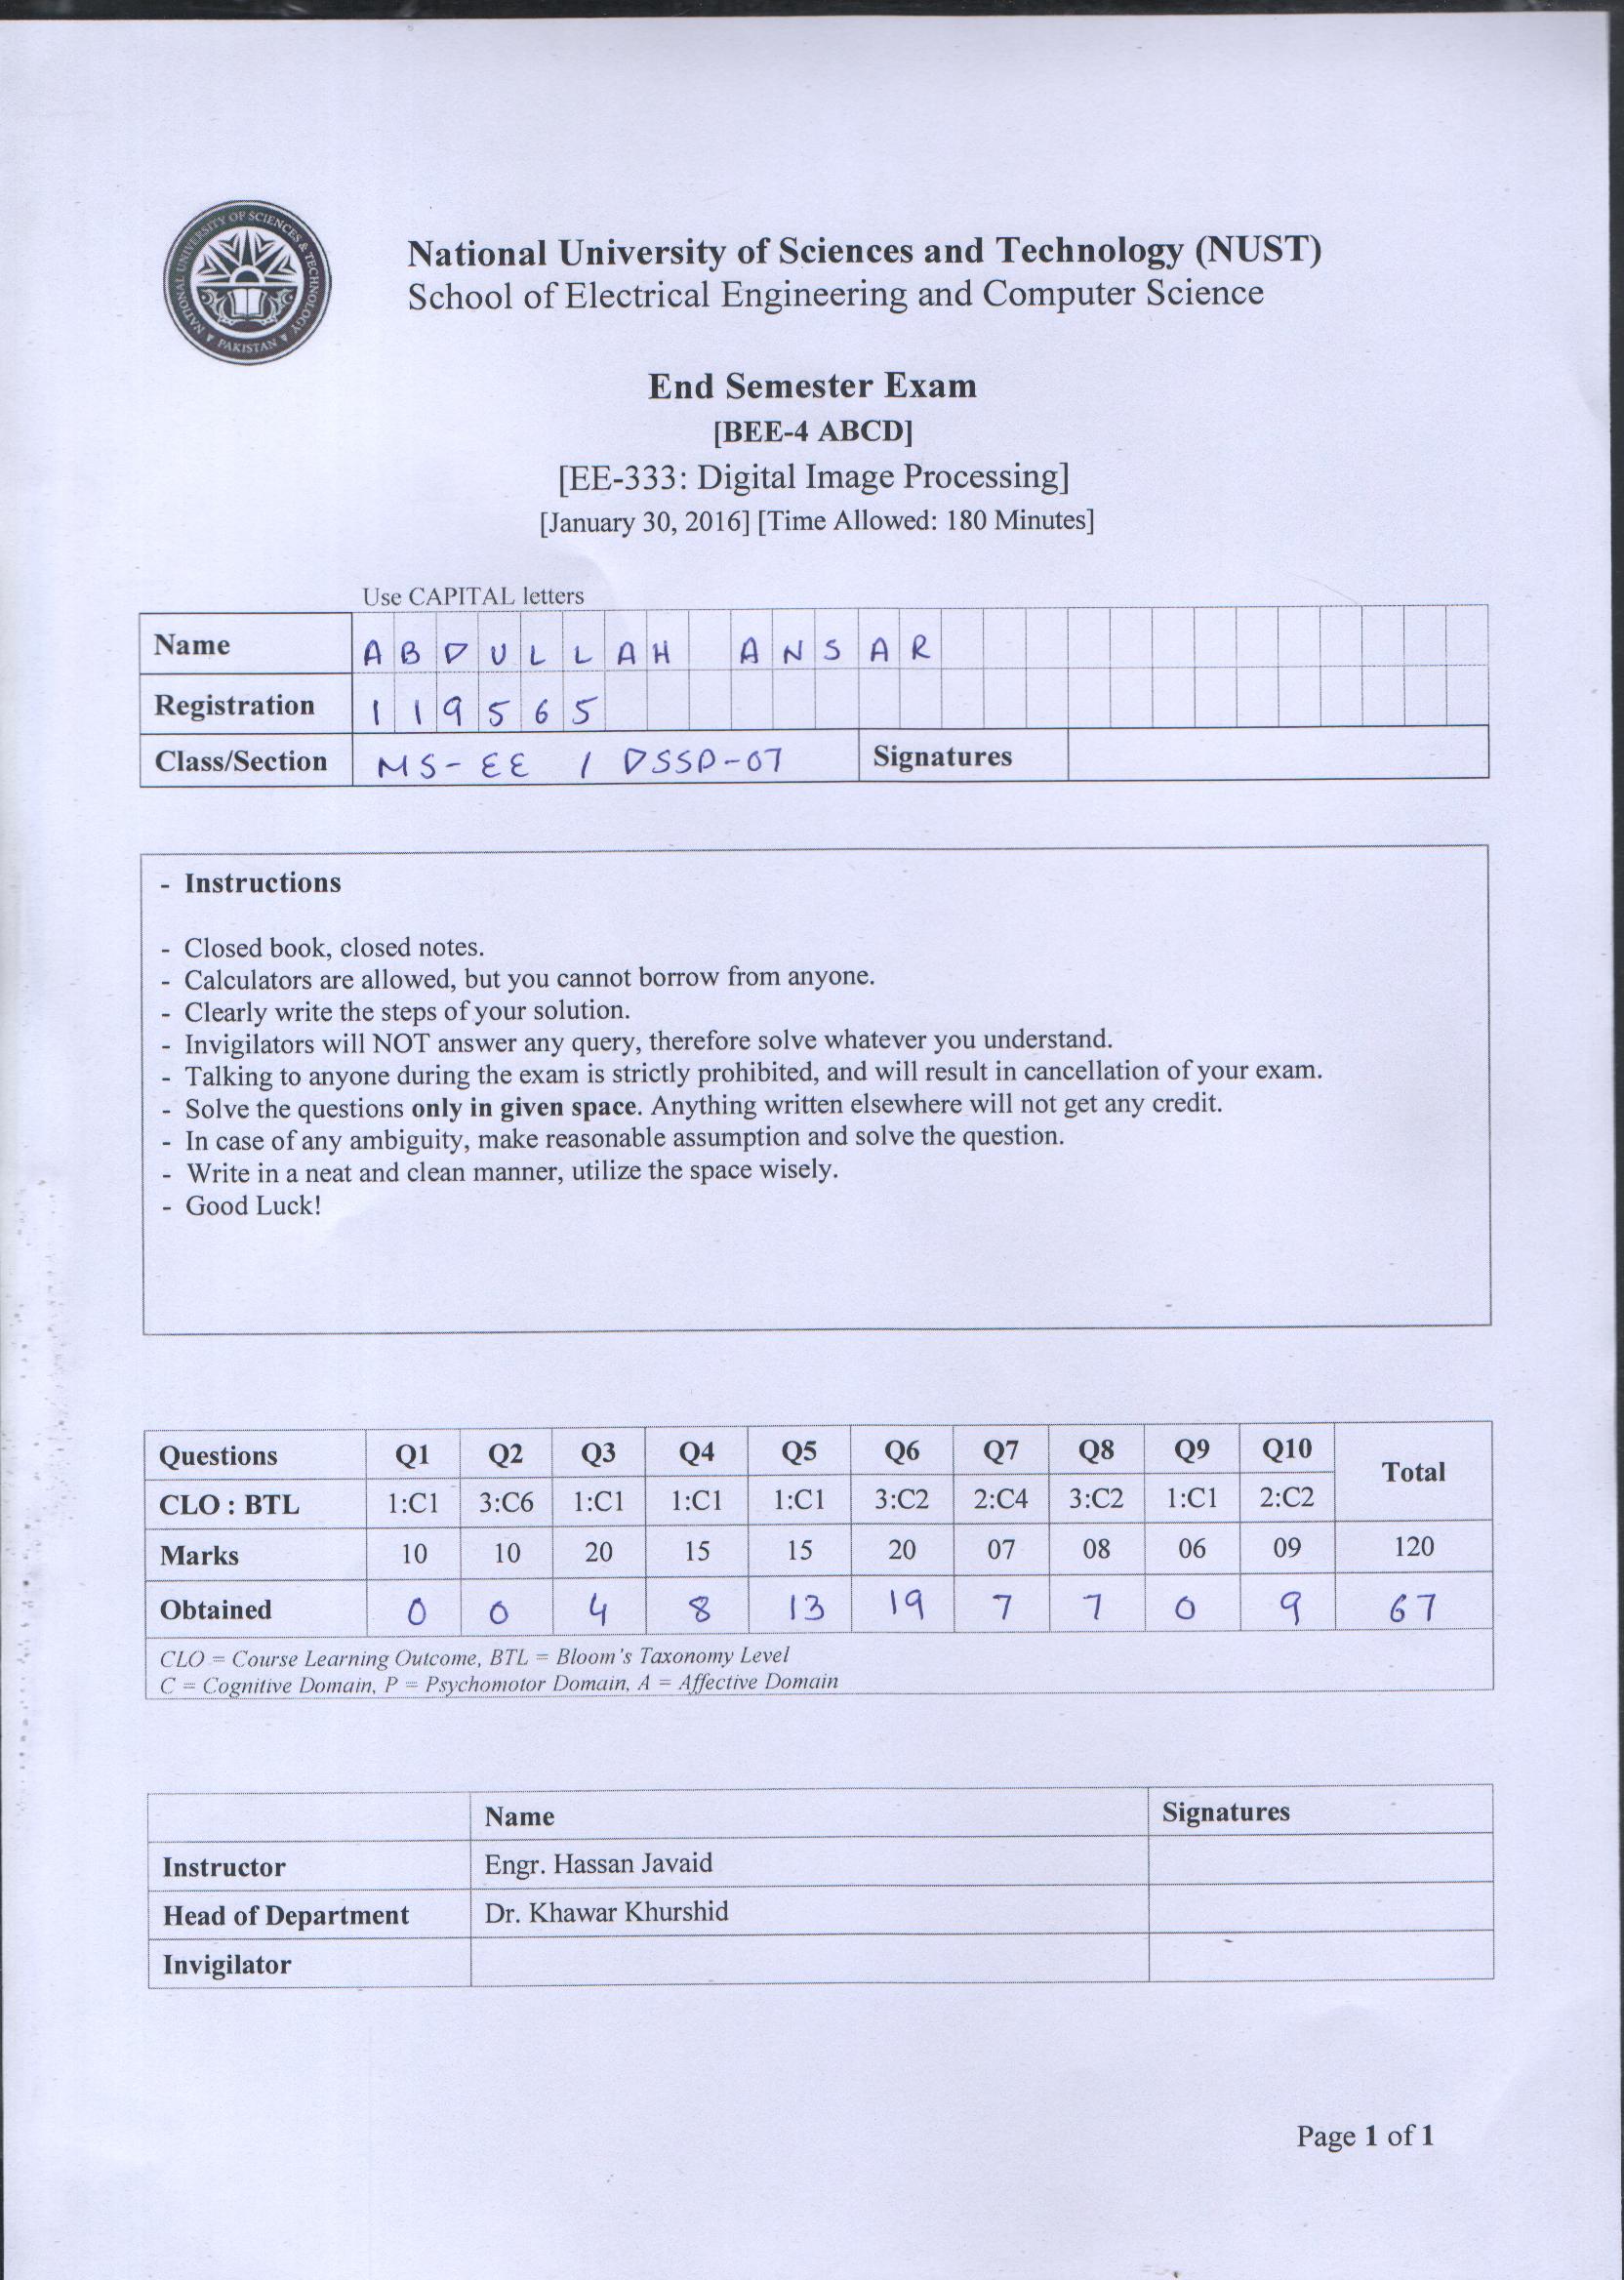 NATIONAL UNIVERSITY OF SCIENCES & TECHNOLOGY
PAKISTAN
National University of Sciences and Technology (NUST)
School of Electrical Engineering and Computer Science
End Semester Exam
[BEE-4 ABCD]
[EE-333: Digital Image Processing]
[January 30, 2016] [Time Allowed: 180 Minutes]
Use CAPITAL letters
Name ABDULLAH ANSAR
Registration 119565
Class/Section MS-EE / DSSP-07 Signatures
- Instructions
- Closed book, closed notes.
- Calculators are allowed, but you cannot borrow from anyone.
- Clearly write the steps of your solution.
- Invigilators will NOT answer any query, therefore solve whatever you understand.
- Talking to anyone during the exam is strictly prohibited, and will result in cancellation of your exam.
- Solve the questions only in given space. Anything written elsewhere will not get any credit.
- In case of any ambiguity, make reasonable assumption and solve the question.
- Write in a neat and clean manner, utilize the space wisely.
- Good Luck!
Questions Q1 Q2 Q3 Q4 Q5 Q6 Q7 Q8 Q9 Q10 Total
CLO : BTL 1:C1 3:C6 1:C1 1:C1 1:C1 3:C2 2:C4 3:C2 1:C1 2:C2
Marks 10 10 20 15 15 20 07 08 06 09 120
Obtained 0 0 4 8 13 19 7 7 0 9 67
CLO = Course Learning Outcome, BTL = Bloom's Taxonomy Level
C = Cognitive Domain, P = Psychomotor Domain, A = Affective Domain
Name Signatures
Instructor Engr. Hassan Javaid
Head of Department Dr. Khawar Khurshid
Invigilator
Page 1 of 1